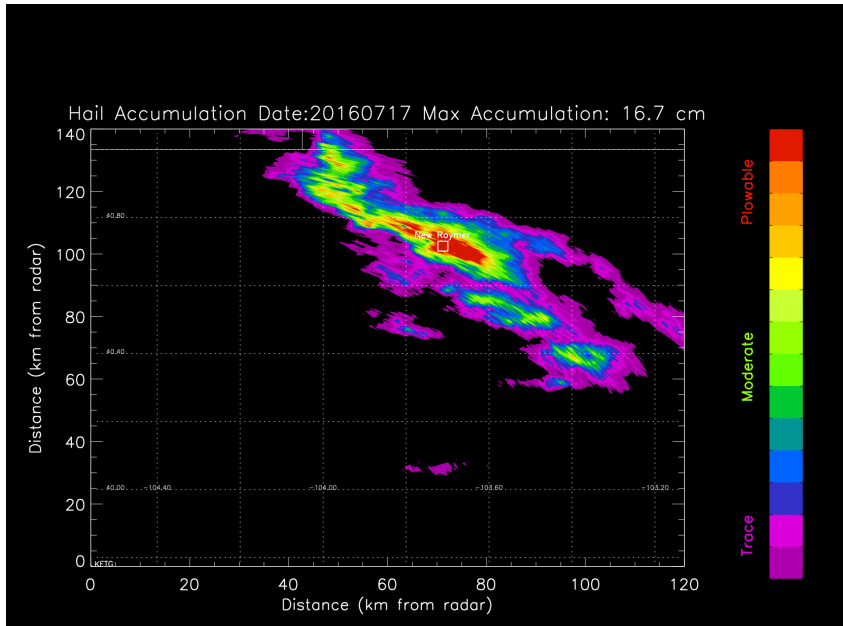 Hail Accumulation Date:20160717 Max Accumulation: 16.7 cm
140
120
100
80
60
40
20
0
Distance (km from radar)
40.80
40.40
40.00
-104.40
-104.00
-103.60
-103.20
New Raymer
KFTG
0
20
40
60
80
100
120
Distance (km from radar)
Plowable
Moderate
Trace